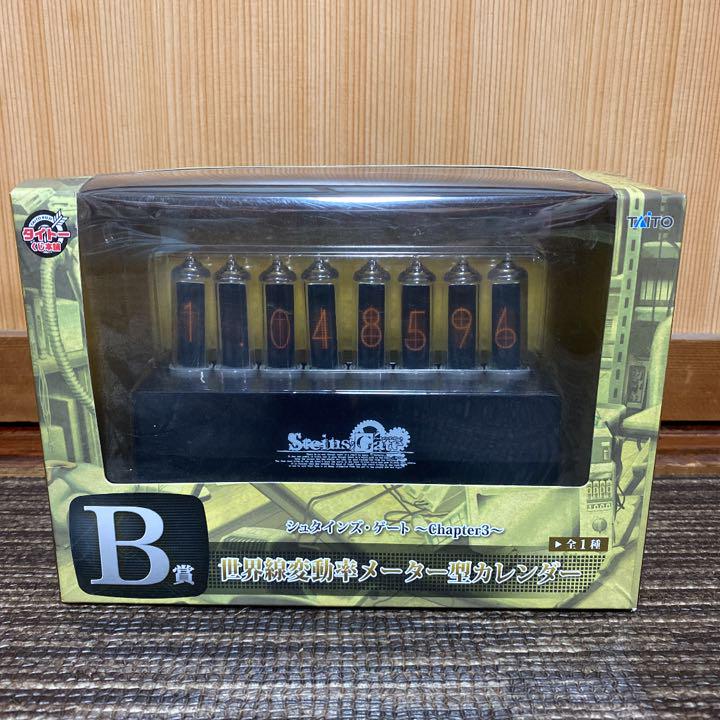 タイトー
くじ本舗
TAITO
1.048596
Steins Gate
シュタインズ・ゲート ～Chapter3～
▶全1種
B賞
世界線変動率メーター型カレンダー